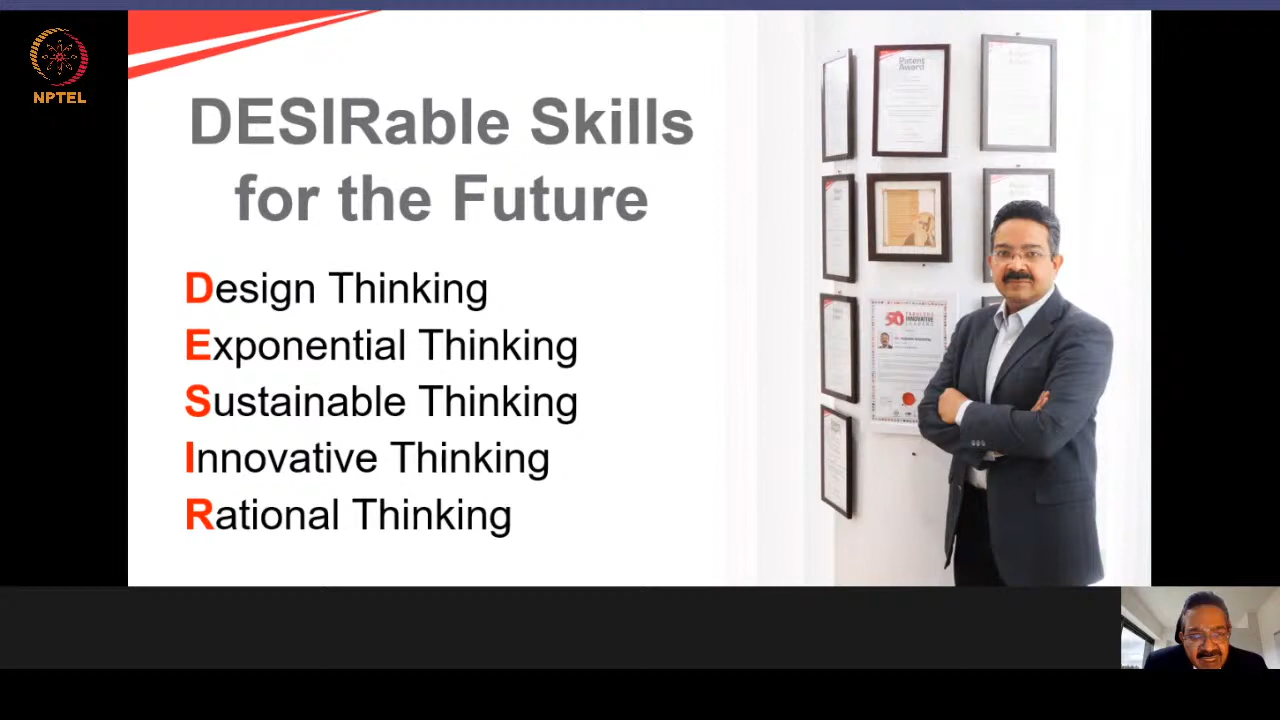 NPTEL
DESIRable Skills
for the Future
Design Thinking
Exponential Thinking
Sustainable Thinking
Innovative Thinking
Rational Thinking
Patent
Award
50
INNOVATIVE